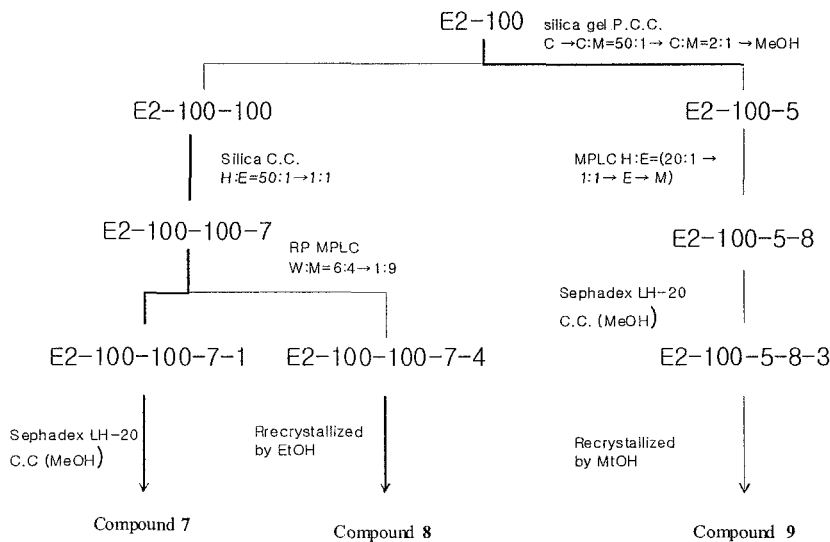 E2-100
silica gel P.C.C.
C →C:M=50:1→ C:M=2:1 →MeOH
E2-100-100
E2-100-5
Silica C.C.
H:E=50:1→1:1
MPLC H:E=(20:1 →
1:1→ E→ M)
E2-100-100-7
E2-100-5-8
RP MPLC
W:M=6:4→1:9
Sephadex LH-20
C.C. (MeOH)
E2-100-100-7-1
E2-100-100-7-4
E2-100-5-8-3
Sephadex LH-20
C.C (MeOH)
Rrecrystallized
by EtOH
Recrystallized
by MtOH
Compound 7
Compound 8
Compound 9